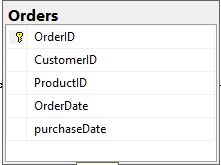 Orders
OrderID
CustomerID
ProductID
OrderDate
purchaseDate